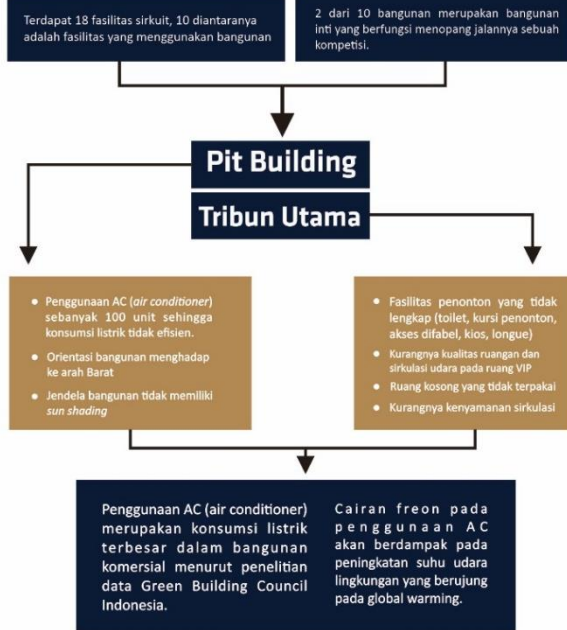 Terdapat 18 fasilitas sirkuit, 10 diantaranya
adalah fasilitas yang menggunakan bangunan
2 dari 10 bangunan merupakan bangunan
inti yang berfungsi menopang jalannya sebuah
kompetisi.
Pit Building
Tribun Utama
• Penggunaan AC (air conditioner)
sebanyak 100 unit sehingga
konsumsi listrik tidak efisien.
• Orientasi bangunan menghadap
ke arah Barat
• Jendela bangunan tidak memiliki
sun shading
• Fasilitas penonton yang tidak
lengkap (toilet, kursi penonton,
akses difabel, kios, longue)
• Kurangnya kualitas ruangan dan
sirkulasi udara pada ruang VIP
• Ruang kosong yang tidak terpakai
• Kurangnya kenyamanan sirkulasi
Penggunaan AC (air conditioner)
merupakan konsumsi listrik
terbesar dalam bangunan
komersial menurut penelitian
data Green Building Council
Indonesia.
Cairan freon pada
penggunaan AC
akan berdampak pada
peningkatan suhu udara
lingkungan yang berujung
pada global warming.